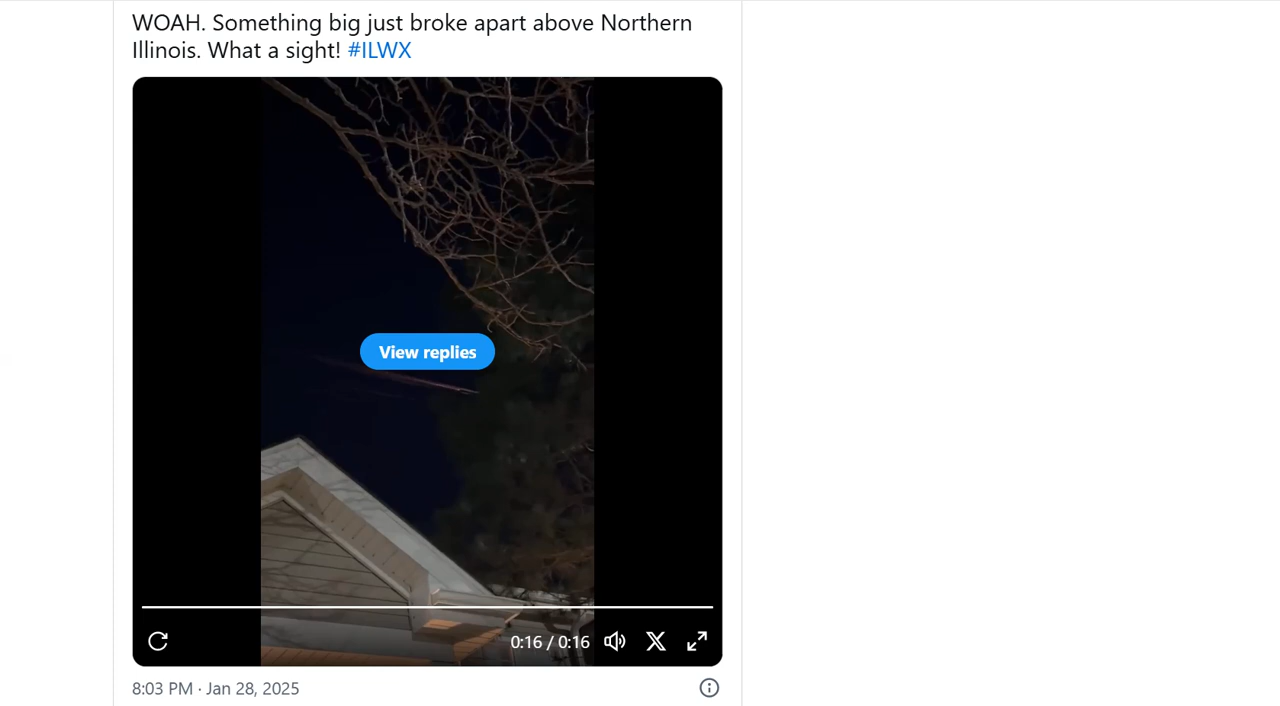 WOAH. Something big just broke apart above Northern
Illinois. What a sight! #ILWX
View replies
0:16 / 0:16
8:03 PM · Jan 28, 2025